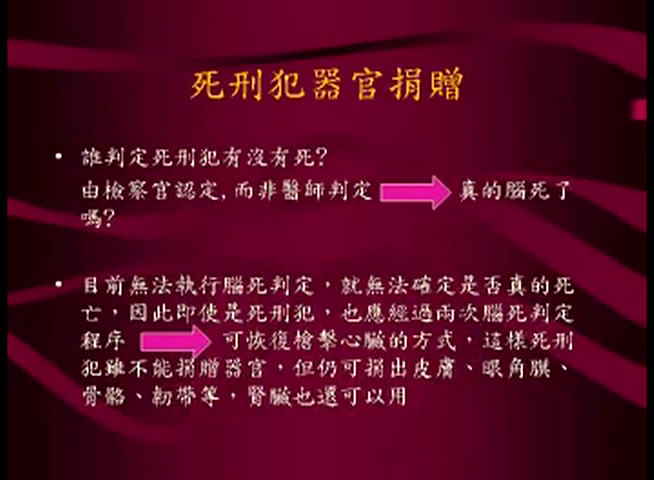 死刑犯器官捐贈
• 誰判定死刑犯有沒有死?
由檢察官認定,而非醫師判定 真的腦死了
嗎?
• 目前無法執行腦死判定,就無法確定是否真的死
亡,因此即使是死刑犯,也應經過兩次腦死判定
程序 可恢復槍擊心臟的方式,這樣死刑
犯雖不能捐贈器官,但仍可捐出皮膚、眼角膜、
骨骼、韌帶等,腎臟也還可以用